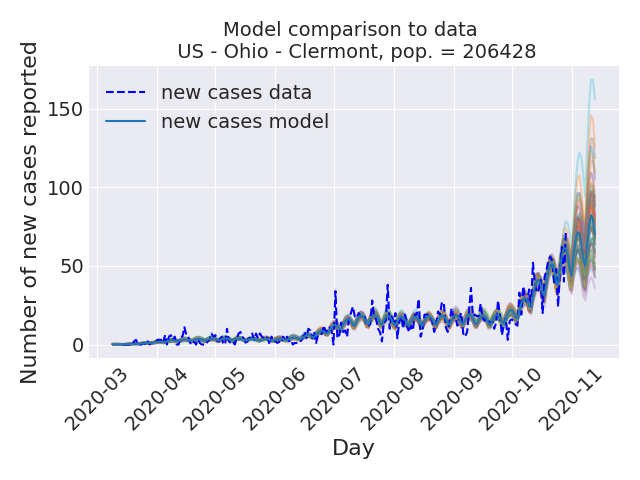 Model comparison to data
US - Ohio - Clermont, pop. = 206428
Number of new cases reported
150
100
50
0
new cases data
new cases model
2020-03
2020-04
2020-05
2020-06
2020-07
2020-08
2020-09
2020-10
2020-11
Day